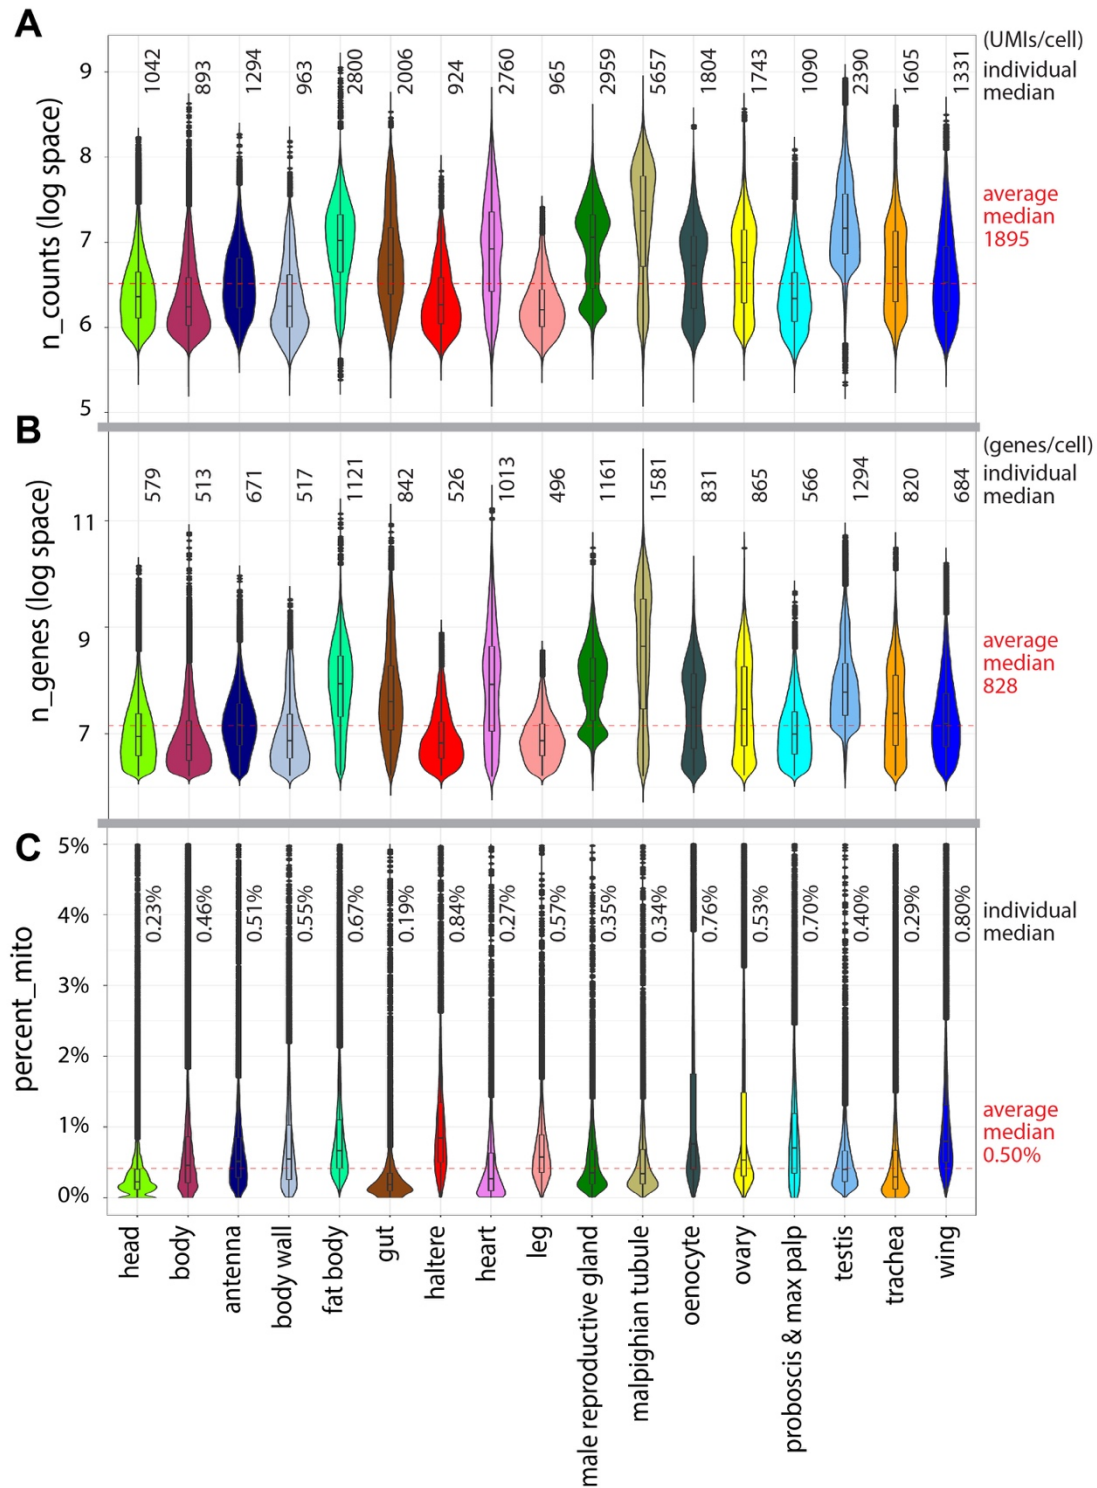 A
(UMIs/cell)
individual
median
1042
893
1294
963
2800
2006
924
2760
965
2959
5657
1804
1743
1090
2390
1605
1331
n_counts (log space)
9
8
7
6
5
average
median
1895
B
(genes/cell)
individual
median
579
513
671
517
1121
842
526
1013
496
1161
1581
831
865
566
1294
820
684
n_genes (log space)
11
9
7
average
median
828
C
individual
median
0.23%
0.46%
0.51%
0.55%
0.67%
0.19%
0.84%
0.27%
0.57%
0.35%
0.34%
0.76%
0.53%
0.70%
0.40%
0.29%
0.80%
percent_mito
5%
4%
3%
2%
1%
0%
average
median
0.50%
head
body
antenna
body wall
fat body
gut
haltere
heart
leg
male reproductive gland
malpighian tubule
oenocyte
ovary
proboscis & max palp
testis
trachea
wing